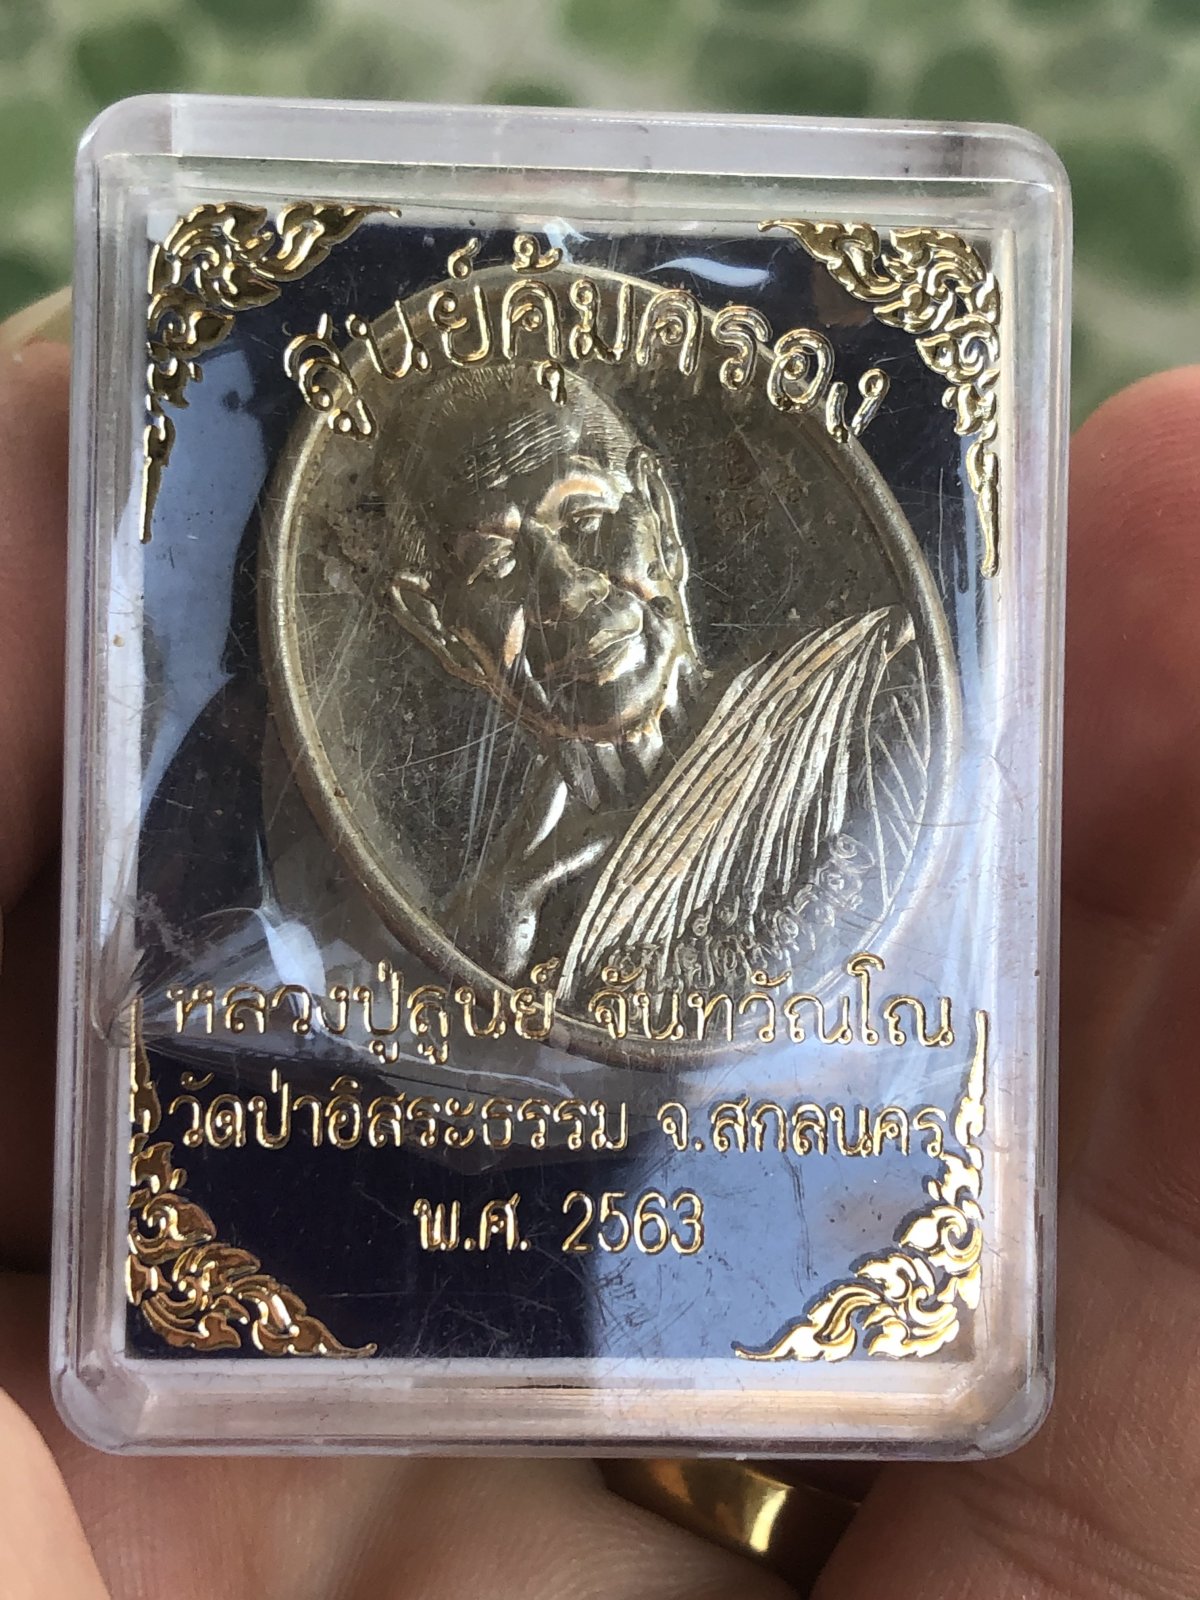 สูนย์คุ้มครอง
หลวงปู่สูนย์ จันทวัณโณ
วัดป่าอิสระธรรม จ.สกลนคร
พ.ศ. 2563